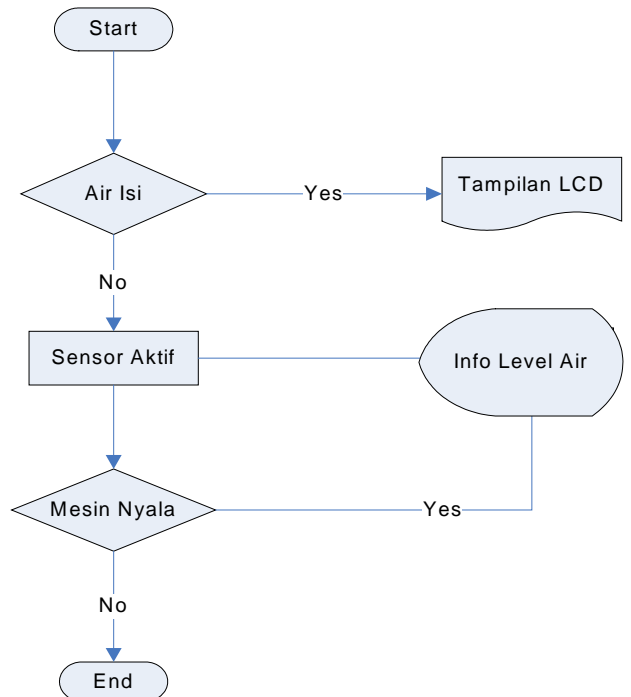 Start
Air Isi
Yes
Tampilan LCD
No
Sensor Aktif
Info Level Air
Mesin Nyala
Yes
No
End